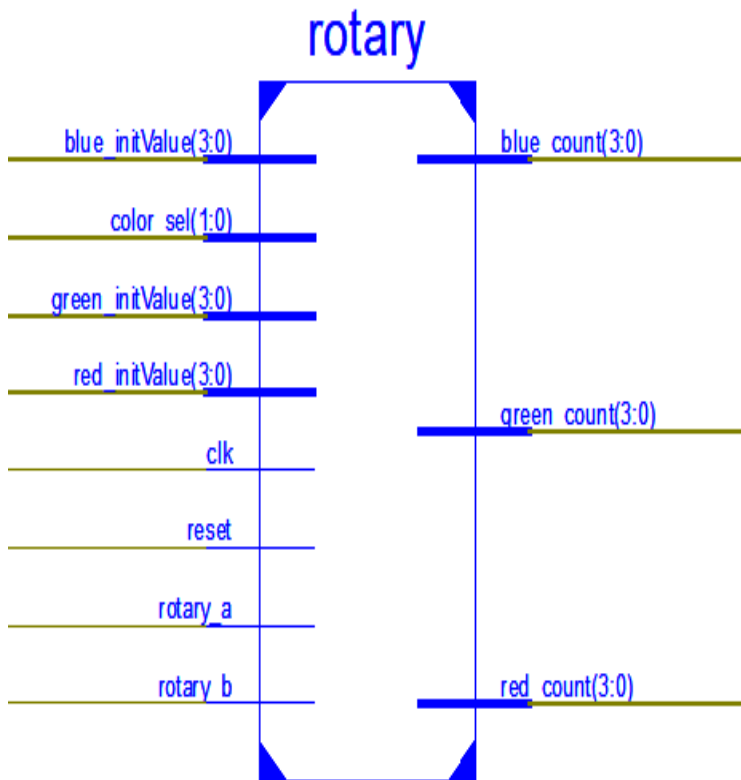 rotary
blue_initValue(3:0)
color_sel(1:0)
green_initValue(3:0)
red_initValue(3:0)
clk
reset
rotary_a
rotary_b
blue_count(3:0)
green_count(3:0)
red_count(3:0)